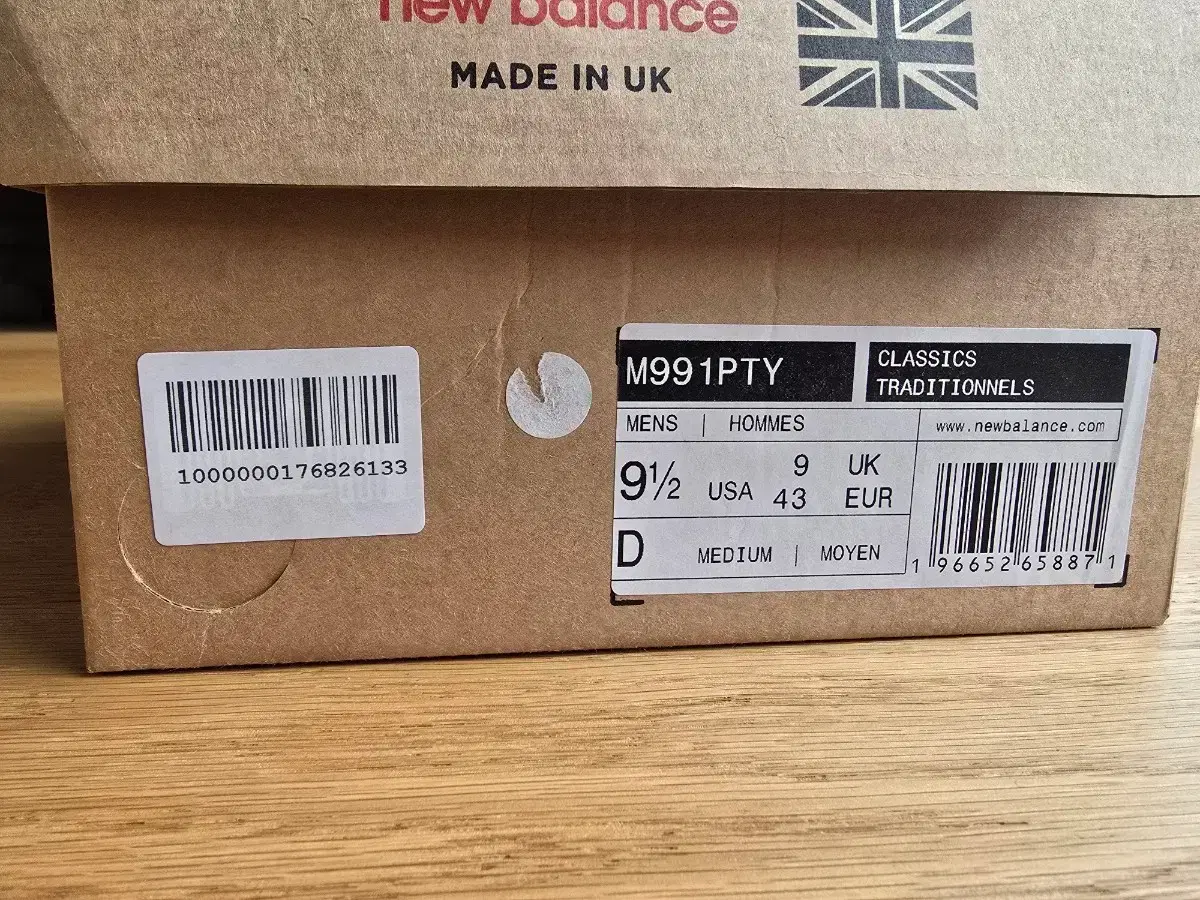 new balance
MADE IN UK
1000000176826133
M991PTY
CLASSICS
TRADITIONNELS
MENS | HOMMES
www.newbalance.com
9½ USA 9 UK
43 EUR
D MEDIUM | MOYEN
1 96652 65887 1